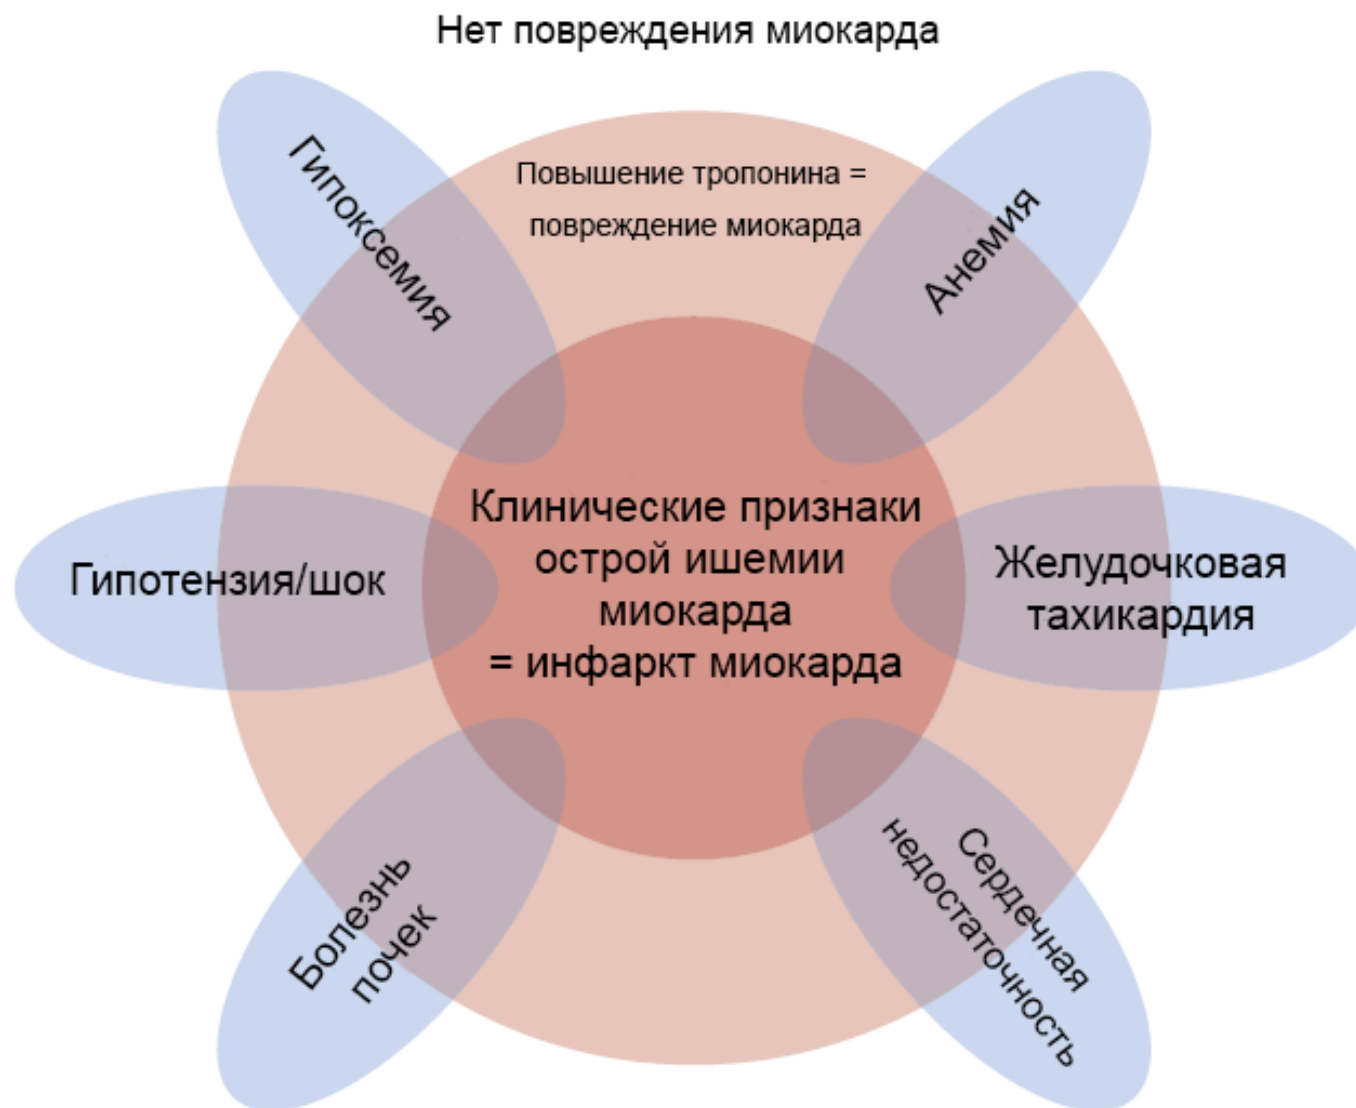 Нет повреждения миокарда
Гипоксемия
Повышение тропонина =
повреждение миокарда
Анемия
Гипотензия/шок
Клинические признаки
острой ишемии
миокарда
= инфаркт миокарда
Желудочковая
тахикардия
Болезнь
почек
Сердечная
недостаточность